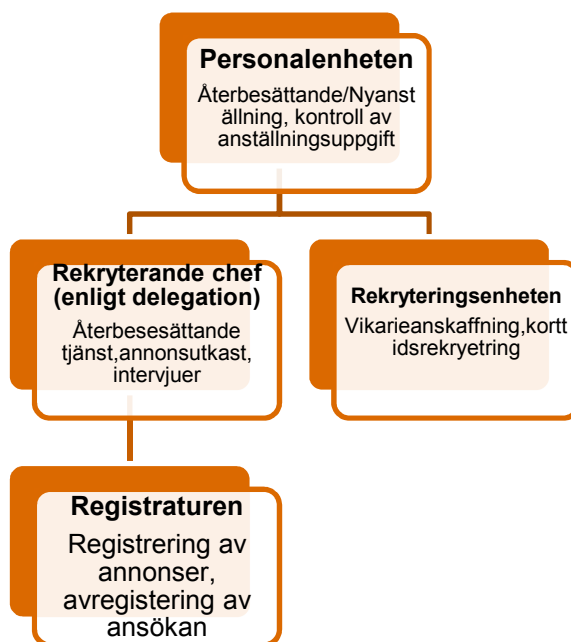 Personalenheten
Återbesättande/Nyanst
ällning, kontroll av
anställningsuppgift
Rekryterande chef
(enligt delegation)
Återbesesättande
tjänst,annonsutkast,
intervjuer
Rekryteringsenheten
Vikarieanskaffning,kortt
idsrekryetring
Registraturen
Registrering av
annonser,
avregistering av
ansökan